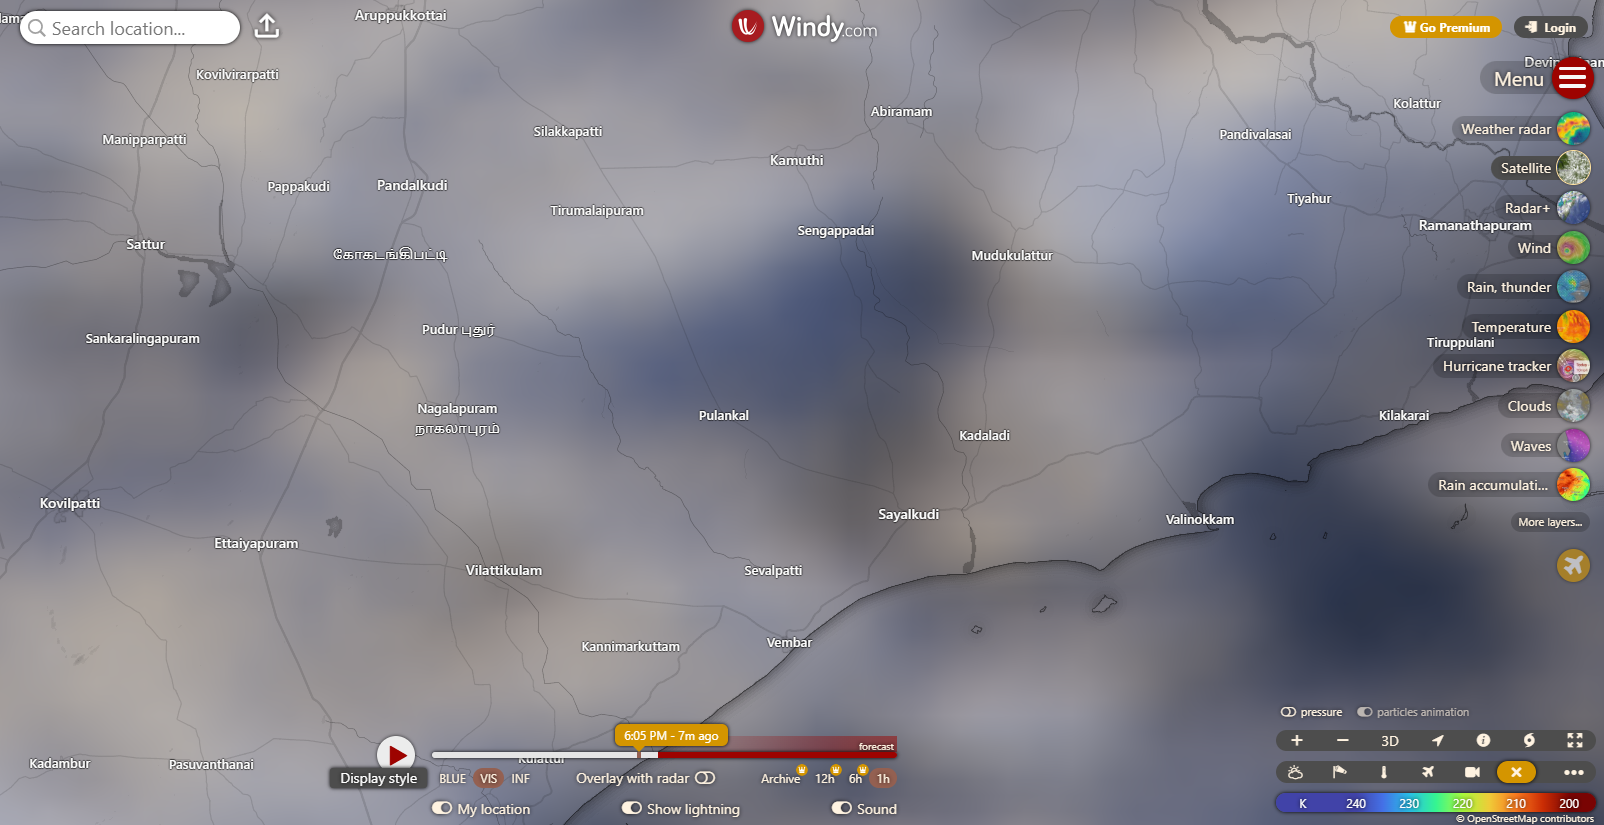 Search location...
Aruppukkottai
Windy.com
Go Premium
Login
Menu
Kovilvirarpatti
Kolattur
Abiramam
Manipparpatti
Silakkapatti
Pandivalasai
Weather radar
Kamuthi
Satellite
Pappakudi
Pandalkudi
Tiyahur
Tirumalaipuram
Radar+
Ramanathapuram
Sengappadai
Sattur
கோகடங்கிபட்டி
Mudukulattur
Wind
Rain, thunder
Pudur புதூர்
Temperature
Sankaralingapuram
Tiruppulani
Hurricane tracker
Nagalapuram
நாகலாபுரம்
Pulankal
Clouds
Kilakarai
Kadaladi
Waves
Rain accumulati...
Kovilpatti
Sayalkudi
Valinokkam
More layers...
Ettaiyapuram
Vilattikulam
Sevalpatti
Kannimarkuttam
Vembar
pressure
particles animation
6:05 PM - 7m ago
forecast
3D
Kadambur
Pasuvanthanai
Kulattur
Display style
BLUE VIS INF
Overlay with radar
Archive 12h 6h 1h
My location
Show lightning
Sound
K 240 230 220 210 200
© OpenStreetMap contributors